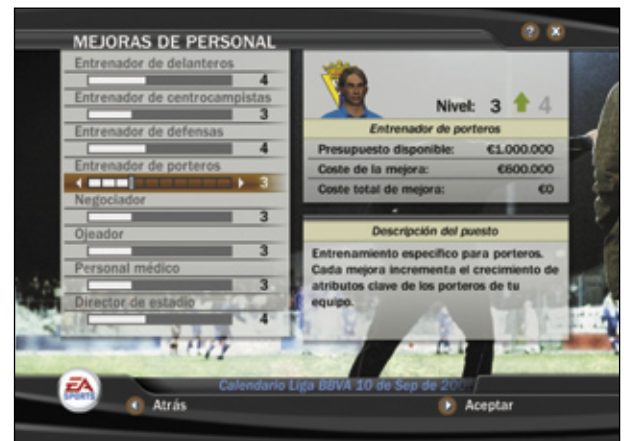 MEJORAS DE PERSONAL
? X
Entrenador de delanteros
4
Entrenador de centrocampistas
3
Entrenador de defensas
4
Entrenador de porteros
3
Negociador
3
Ojeador
3
Personal médico
3
Director de estadio
4
Nivel: 3 4
Entrenador de porteros
Presupuesto disponible: €1.000.000
Coste de la mejora: €600.000
Coste total de mejora: €0
Descripción del puesto
Entrenamiento específico para porteros.
Cada mejora incrementa el crecimiento de
atributos clave de los porteros de tu
equipo.
EA
SPORTS
Calendario Liga BBVA 10 de Sep de
Atrás
Aceptar